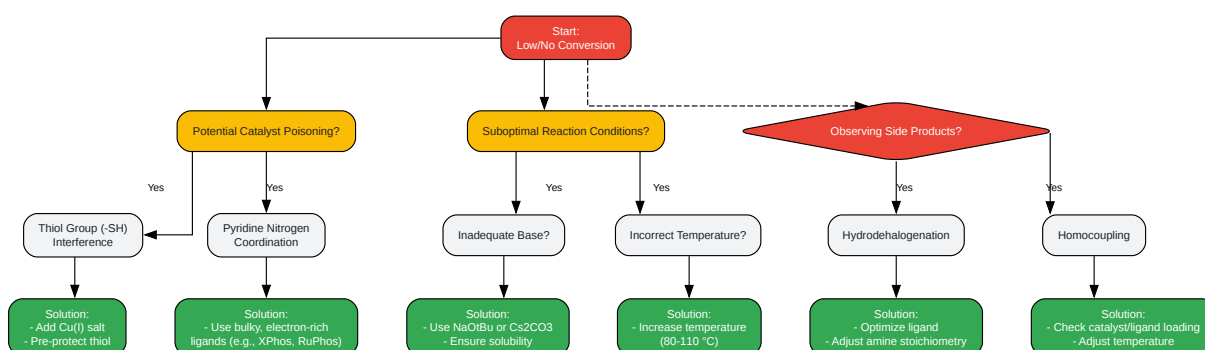 Start:
Low/No Conversion
Potential Catalyst Poisoning?
Suboptimal Reaction Conditions?
Observing Side Products?
Yes
Yes
Yes
Yes
Yes
Yes
Thiol Group (-SH)
Interference
Pyridine Nitrogen
Coordination
Inadequate Base?
Incorrect Temperature?
Hydrodehalogenation
Homocoupling
Solution:
- Add Cu(I) salt
- Pre-protect thiol
Solution:
- Use bulky, electron-rich
ligands (e.g., XPhos, RuPhos)
Solution:
- Use NaOtBu or Cs2CO3
- Ensure solubility
Solution:
- Increase temperature
(80-110 °C)
Solution:
- Optimize ligand
- Adjust amine stoichiometry
Solution:
- Check catalyst/ligand loading
- Adjust temperature